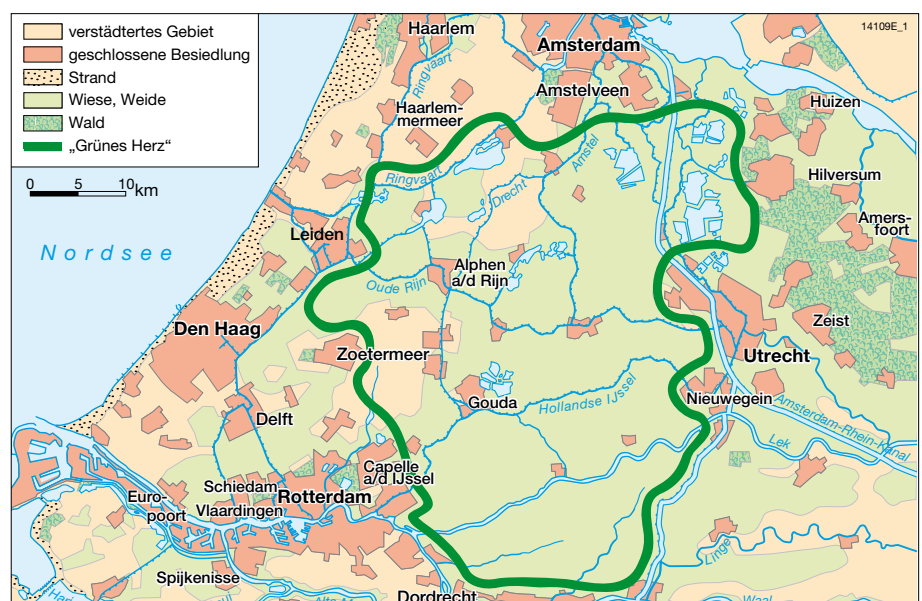 verstädtertes Gebiet
geschlossene Besiedlung
Strand
Wiese, Weide
Wald
„Grünes Herz“
0 5 10 km
14109E_1
Haarlem
Amsterdam
Ringvaart
Amstelveen
Haarlem-
mermeer
Huizen
Amstel
Ringvaart
Drecht
Hilversum
Amers-
foort
Nordsee
Leiden
Oude Rijn
Alphen
a/d Rijn
Den Haag
Zeist
Zoetermeer
Utrecht
Gouda
Hollandse IJssel
Nieuwegein
Amsterdam-Rhein-Kanal
Delft
Lek
Capelle
a/d IJssel
Schiedam
Rotterdam
Vlaardingen
Euro-
poort
Linge
Spijkenisse
Dordrecht
Waal